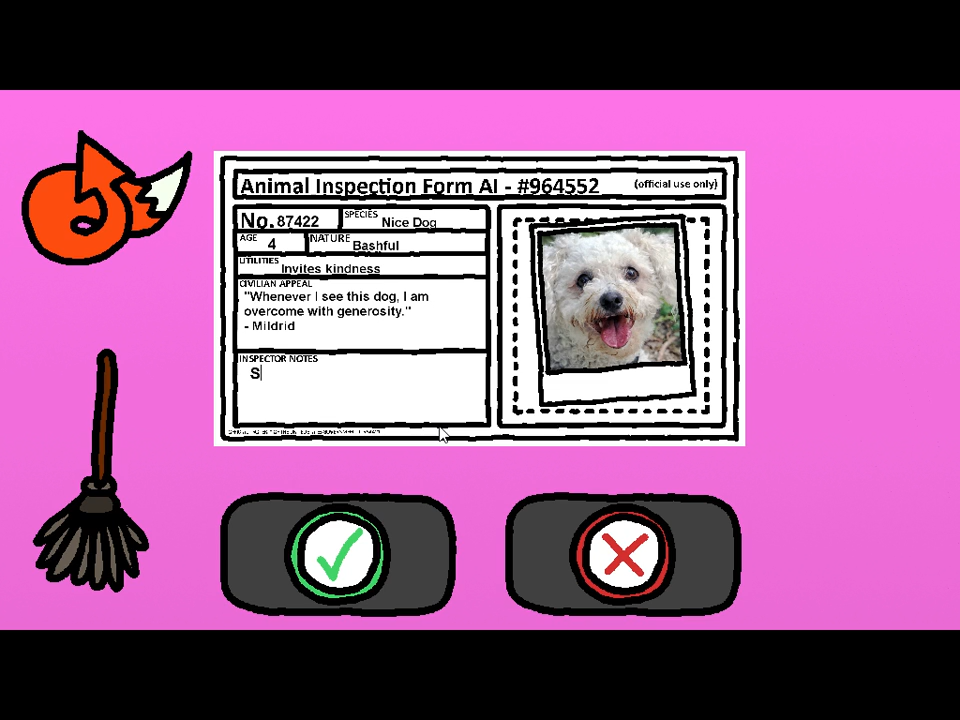 Animal Inspection Form AI - #964552 (official use only)
No. 87422 SPECIES Nice Dog
AGE 4 NATURE Bashful
UTILITIES Invites kindness
CIVILIAN APPEAL
"Whenever I see this dog, I am
overcome with generosity."
- Mildrid
INSPECTOR NOTES
S